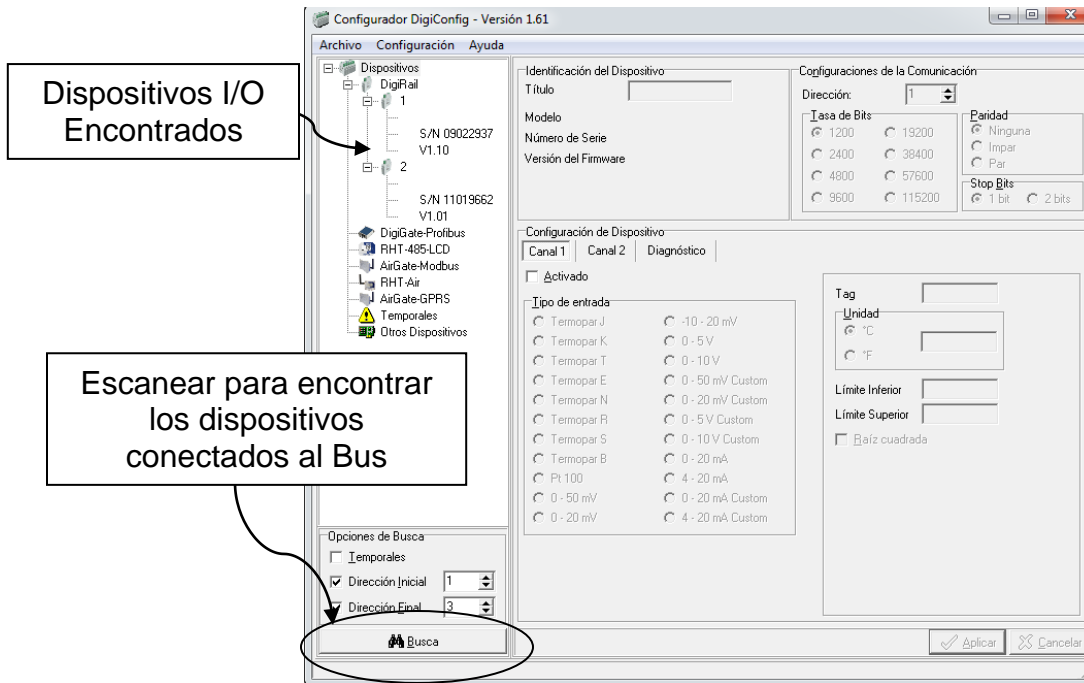 Configurador DigiConfig - Versión 1.61
Archivo Configuración Ayuda
Dispositivos I/O
Encontrados
Dispositivos
DigiRail
1
S/N 09022937
V1.10
2
S/N 11019662
V1.01
DigiGate-Profibus
RHT-485-LCD
AirGate-Modbus
RHT-Air
AirGate-GPRS
Temporales
Otros Dispositivos
Escanear para encontrar
los dispositivos
conectados al Bus
Opciones de Busca
Temporales
Dirección Inicial 1
Dirección Final 3
Busca
Identificación del Dispositivo
Título
Modelo
Número de Serie
Versión del Firmware
Configuraciones de la Comunicación
Dirección: 1
Tasa de Bits
1200 19200
2400 38400
4800 57600
9600 115200
Paridad
Ninguna
Impar
Par
Stop Bits
1 bit 2 bits
Configuración de Dispositivo
Canal 1 Canal 2 Diagnóstico
Activado
Tipo de entrada
Termopar J -10 - 20 mV
Termopar K 0 - 5 V
Termopar T 0 - 10 V
Termopar E 0 - 50 mV Custom
Termopar N 0 - 20 mV Custom
Termopar R 0 - 5 V Custom
Termopar S 0 - 10 V Custom
Termopar B 0 - 20 mA
Pt 100 4 - 20 mA
0 - 50 mV 0 - 20 mA Custom
0 - 20 mV 4 - 20 mA Custom
Tag
Unidad
°C
°F
Límite Inferior
Límite Superior
Raíz cuadrada
Aplicar Cancelar